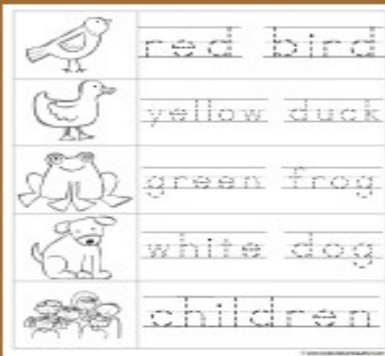 red bird
yellow duck
green frog
white dog
children